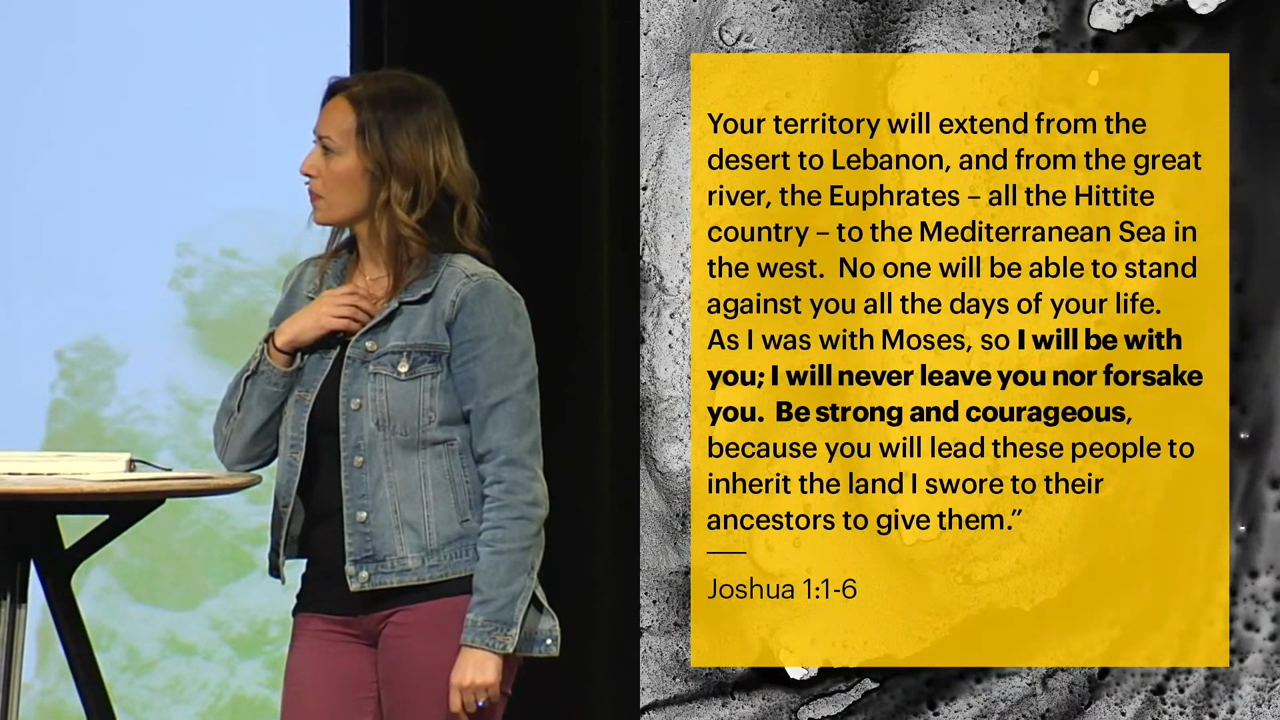 Your territory will extend from the
desert to Lebanon, and from the great
river, the Euphrates – all the Hittite
country – to the Mediterranean Sea in
the west.  No one will be able to stand
against you all the days of your life.
As I was with Moses, so I will be with
you; I will never leave you nor forsake
you.  Be strong and courageous,
because you will lead these people to
inherit the land I swore to their
ancestors to give them.”
Joshua 1:1-6